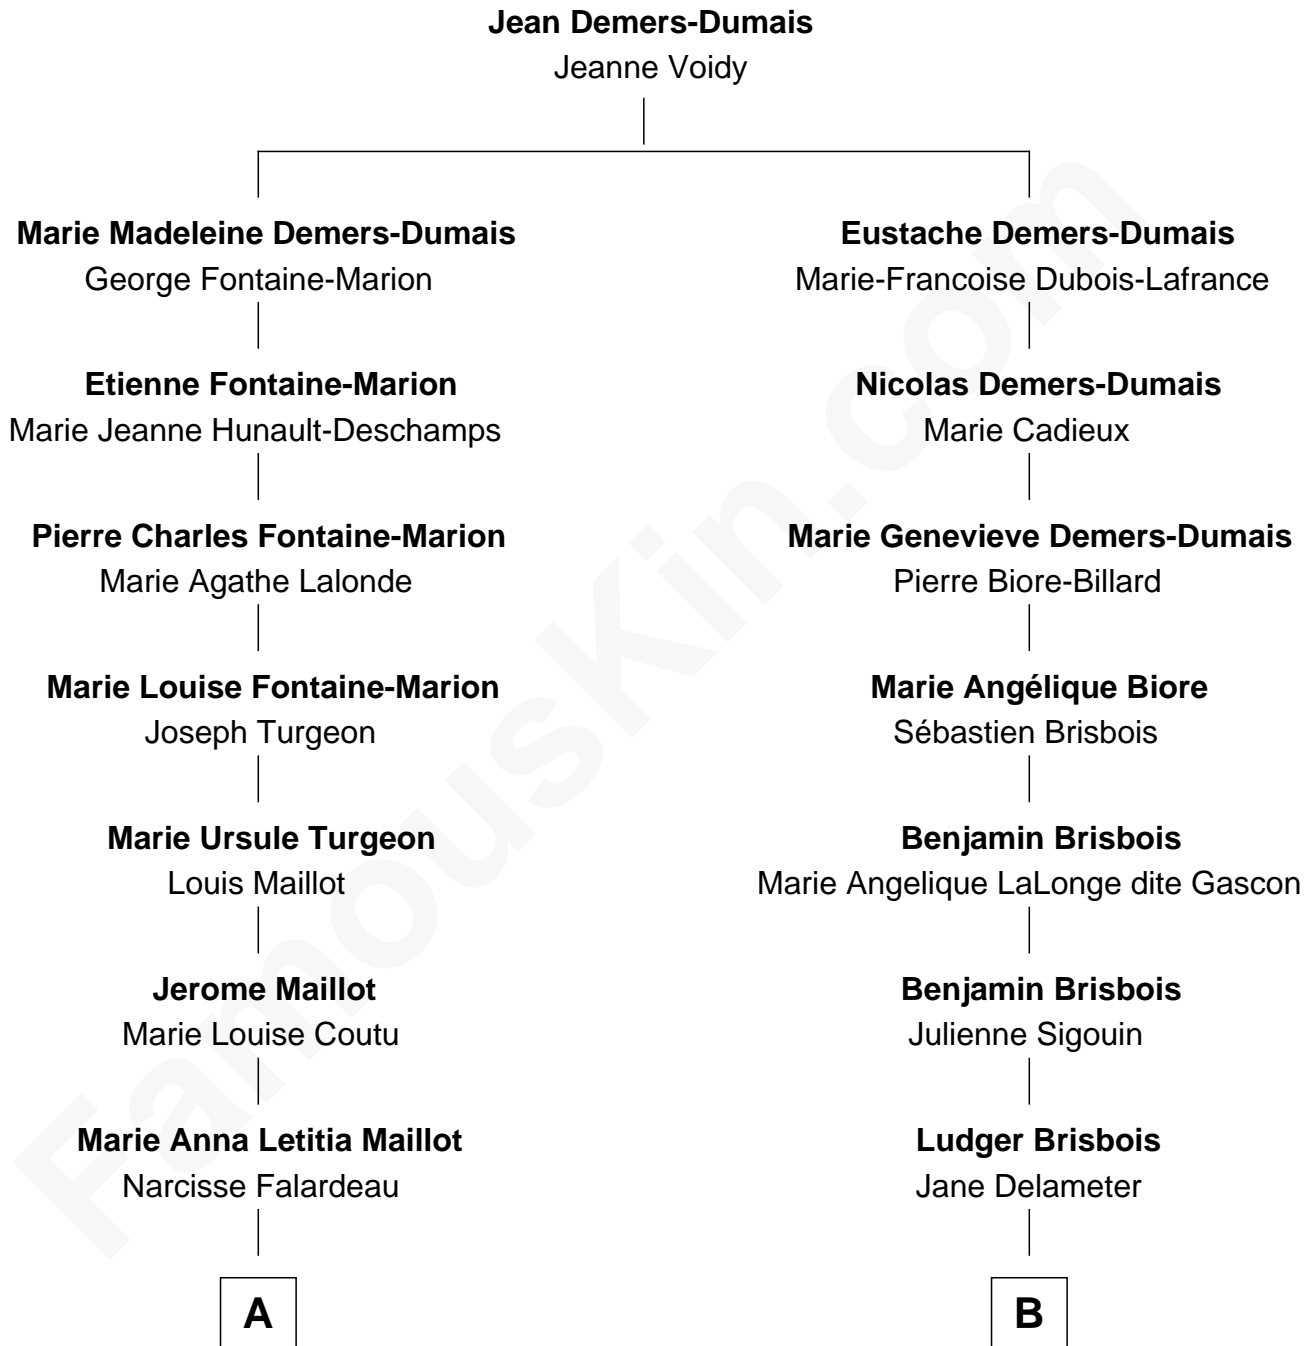 Jean Demers-Dumais
Jeanne Voidy
Marie Madeleine Demers-Dumais
George Fontaine-Marion
Etienne Fontaine-Marion
Marie Jeanne Hunault-Deschamps
Pierre Charles Fontaine-Marion
Marie Agathe Lalonde
Marie Louise Fontaine-Marion
Joseph Turgeon
Marie Ursule Turgeon
Louis Maillot
Jerome Maillot
Marie Louise Coutu
Marie Anna Letitia Maillot
Narcisse Falardeau
A
Eustache Demers-Dumais
Marie-Francoise Dubois-Lafrance
Nicolas Demers-Dumais
Marie Cadieux
Marie Genevieve Demers-Dumais
Pierre Biore-Billard
Marie Angélique Biore
Sébastien Brisbois
Benjamin Brisbois
Marie Angelique LaLonge dite Gascon
Benjamin Brisbois
Julienne Sigouin
Ludger Brisbois
Jane Delameter
B
FamousKin.com